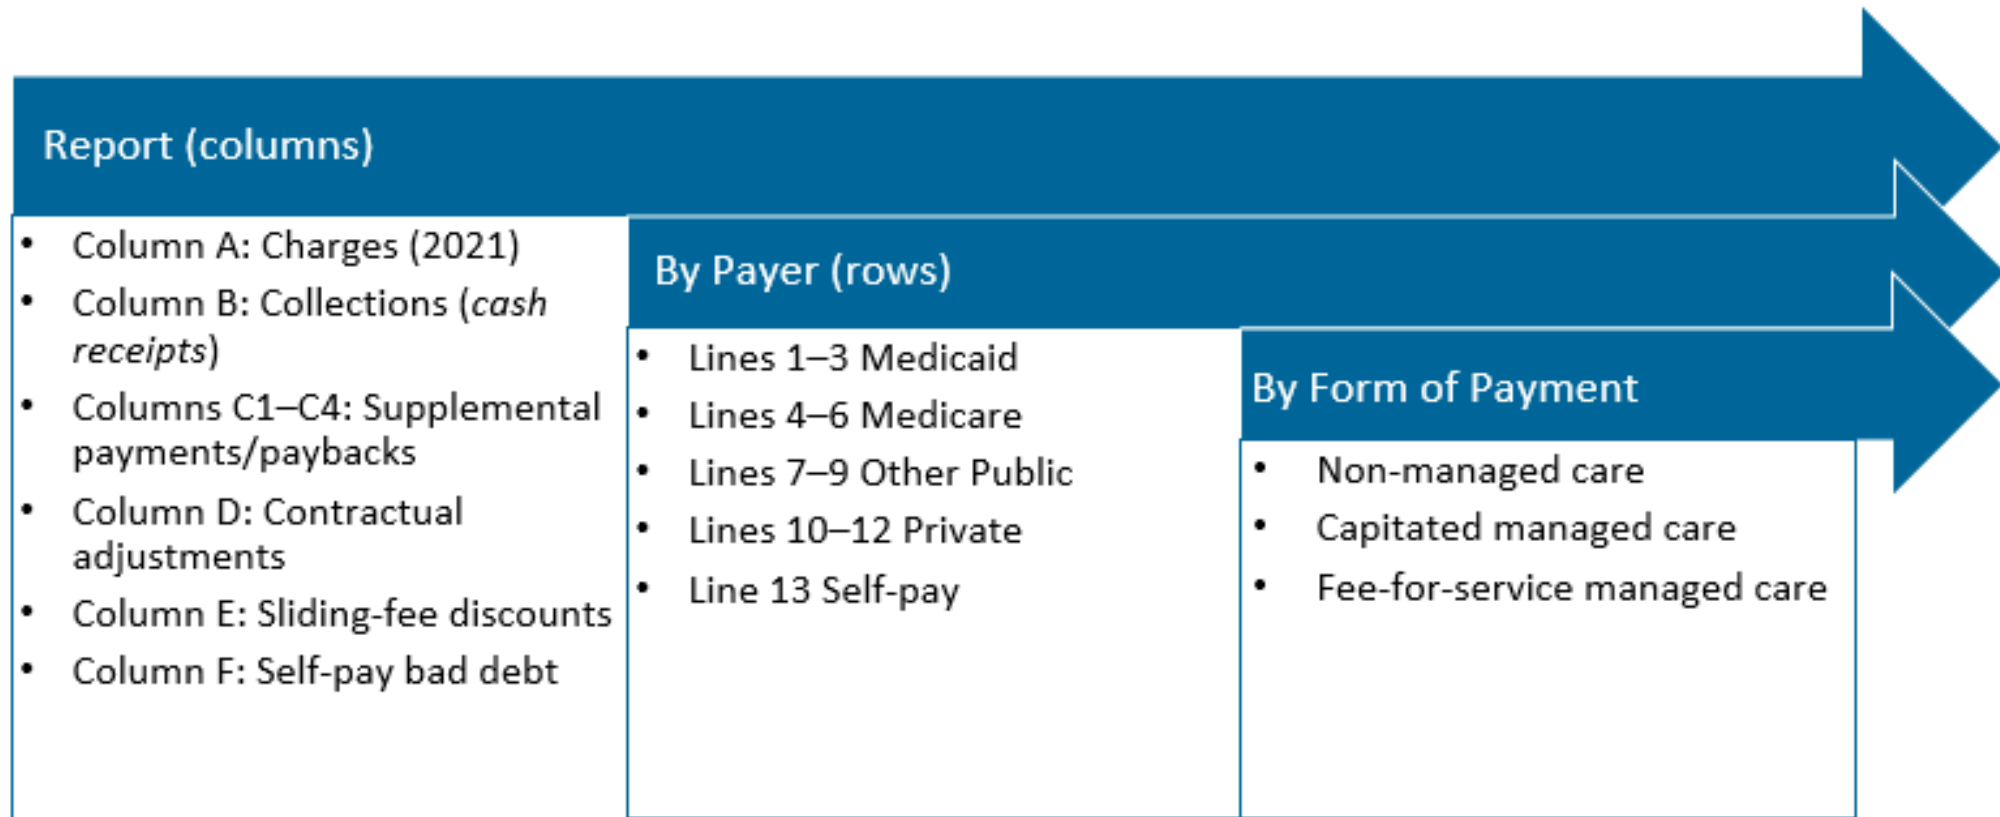 Report (columns)
• Column A: Charges (2021)
• Column B: Collections (cash
receipts)
• Columns C1–C4: Supplemental
payments/paybacks
• Column D: Contractual
adjustments
• Column E: Sliding-fee discounts
• Column F: Self-pay bad debt
By Payer (rows)
• Lines 1–3 Medicaid
• Lines 4–6 Medicare
• Lines 7–9 Other Public
• Lines 10–12 Private
• Line 13 Self-pay
By Form of Payment
• Non-managed care
• Capitated managed care
• Fee-for-service managed care